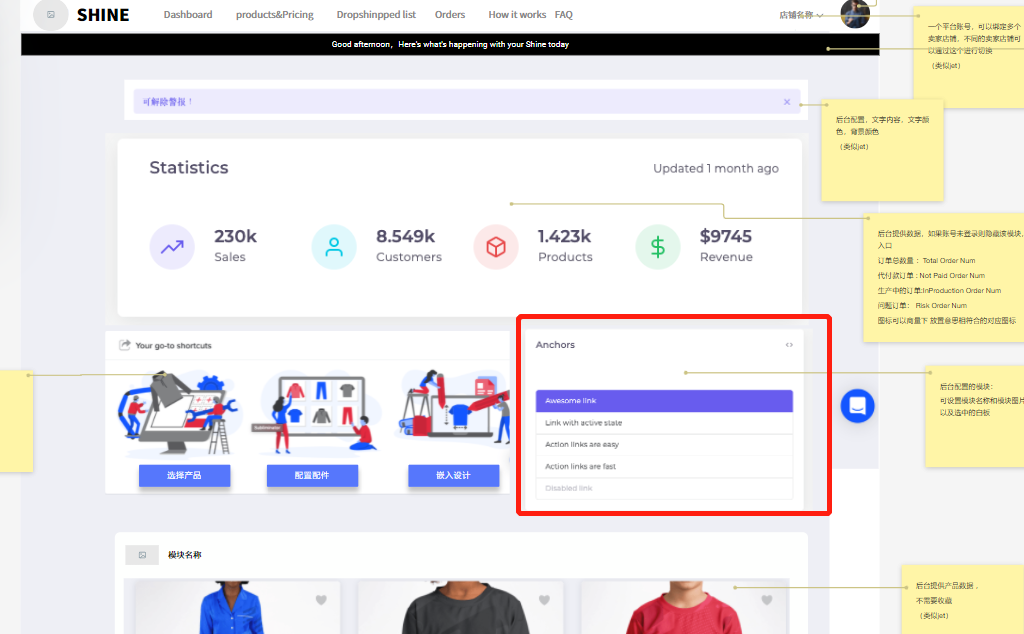 SHINE
Dashboard
products&Pricing
Dropshinpped list
Orders
How it works
FAQ
店铺名称
Good afternoon, Here's what's happening with your Shine today
一个平台账号，可以绑定多个
卖家店铺，不同的卖家店铺可
以通过这个进行切换
（类似jet）
可解除警报！
后台配置，文字内容，文字颜
色，背景颜色
（类似jet）
Statistics
Updated 1 month ago
230k
Sales
8.549k
Customers
1.423k
Products
$9745
Revenue
后台提供数据，如果账号未登录则隐藏该模块,
入口
订单总数量 ：Total Order Num
代付款订单 : Not Paid Order Num
生产中的订单:InProduction Order Num
问题订单： Risk Order Num
图标可以商量下 放置意思相符合的对应图标
Your go-to shortcuts
选择产品
配置配件
嵌入设计
Anchors
Awesome link
Link with active state
Action links are easy
Action links are fast
Disabled link
后台配置的模块:
可设置模块名称和模块图片
以及选中的白板
模块名称
后台提供产品数据，
不需要收藏
（类似jet）